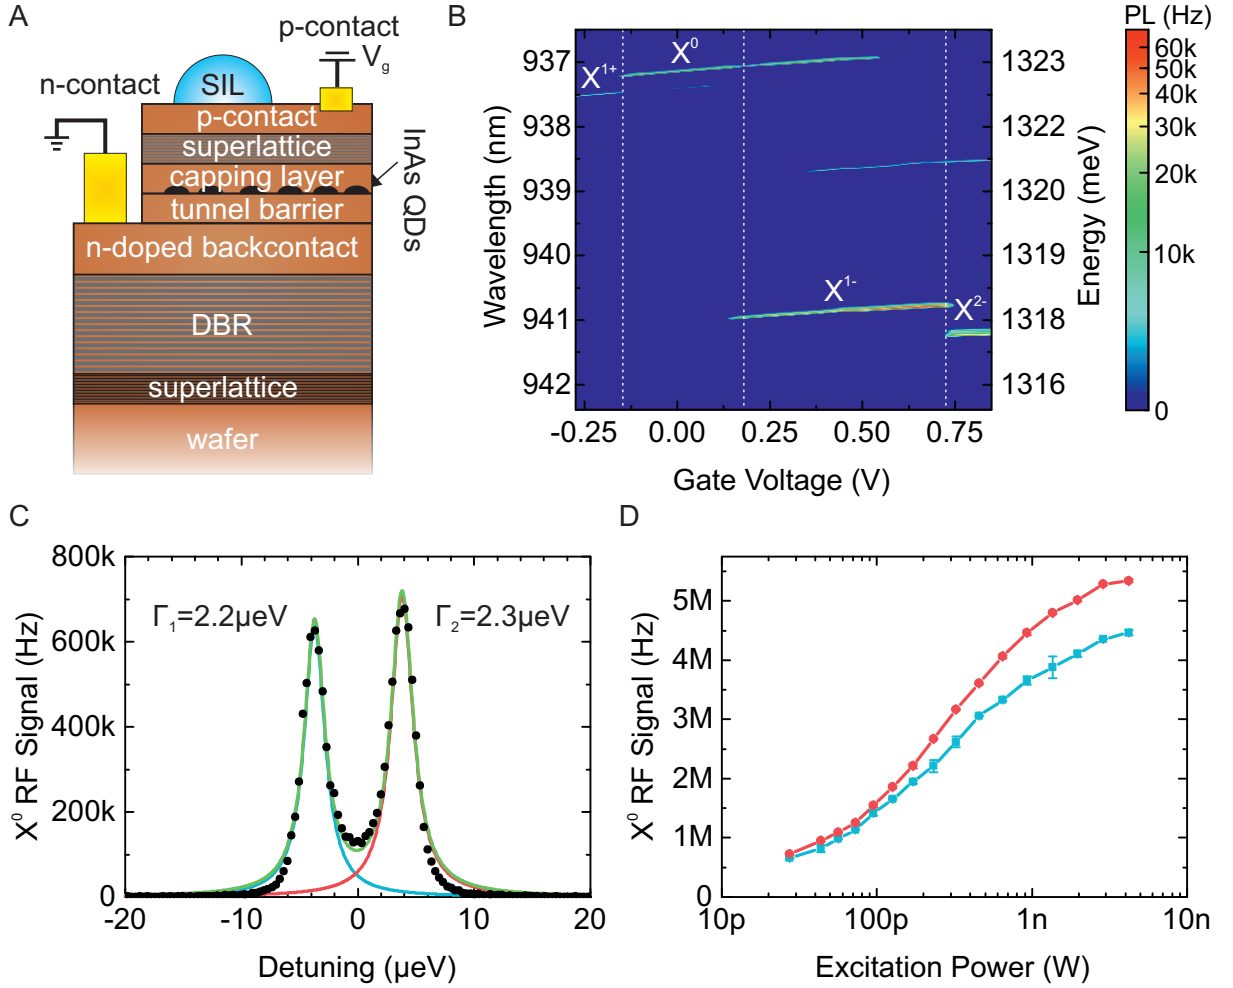 A
p-contact
V_g
n-contact
SIL
p-contact
superlattice
capping layer
InAs QDs
tunnel barrier
n-doped backcontact
DBR
superlattice
wafer
B
PL (Hz)
Wavelength (nm)
937
938
939
940
941
942
X^1+
X^0
X^1-
X^2-
1323
1322
1320
1319
1318
1316
Energy (meV)
60k
50k
40k
30k
20k
10k
0
-0.25 0.00 0.25 0.50 0.75
Gate Voltage (V)
C
X^0 RF Signal (Hz)
800k
600k
400k
200k
0
Γ_1=2.2µeV
Γ_2=2.3µeV
-20 -10 0 10 20
Detuning (µeV)
D
X^0 RF Signal (Hz)
5M
4M
3M
2M
1M
0
10p 100p 1n 10n
Excitation Power (W)